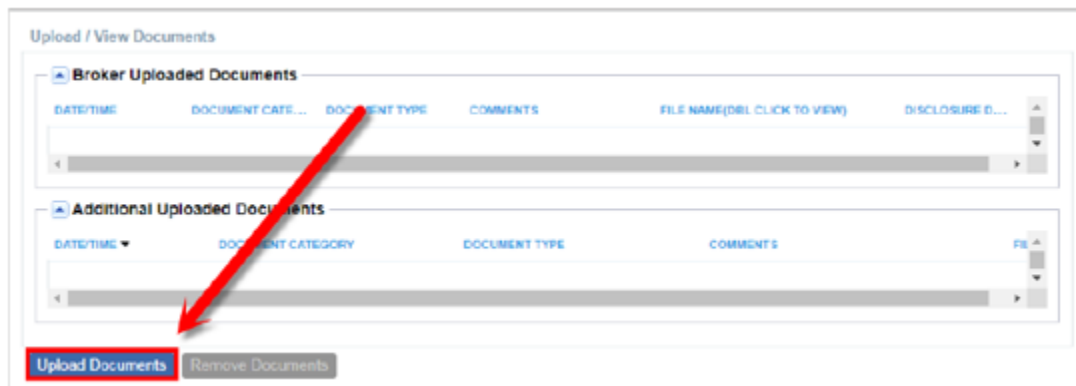 Upload / View Documents
Broker Uploaded Documents
DATE/TIME DOCUMENT CATE... DOCUMENT TYPE COMMENTS FILE NAME(DBL CLICK TO VIEW) DISCLOSURE D...
Additional Uploaded Documents
DATE/TIME DOCUMENT CATEGORY DOCUMENT TYPE COMMENTS
Upload Documents Remove Documents